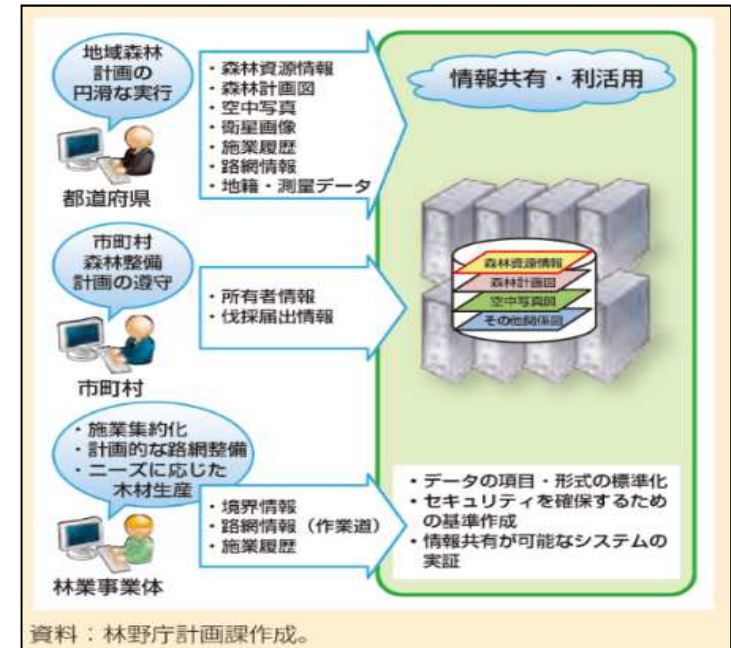 地域森林
計画の
円滑な実行
都道府県
・森林資源情報
・森林計画図
・空中写真
・衛星画像
・施業履歴
・路網情報
・地籍・測量データ
市町村
森林整備
計画の遵守
市町村
・所有者情報
・伐採届出情報
・施業集約化
・計画的な路網整備
・ニーズに応じた
木材生産
林業事業体
・境界情報
・路網情報（作業道）
・施業履歴
情報共有・利活用
森林資源情報
森林計画図
空中写真図
その他関係図
・データの項目・形式の標準化
・セキュリティを確保するため
の基準作成
・情報共有が可能なシステムの
実証
資料：林野庁計画課作成。